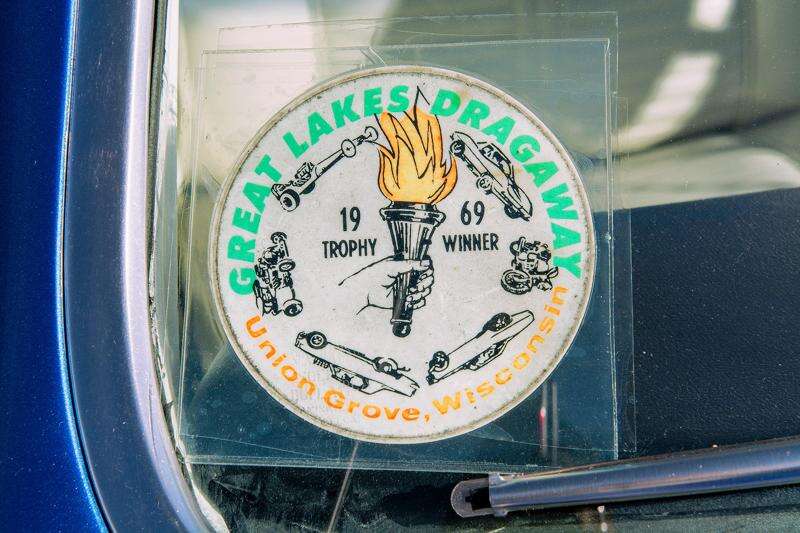 GREAT LAKES DRAGAWAY
19 69
TROPHY WINNER
Union Grove, Wisconsin